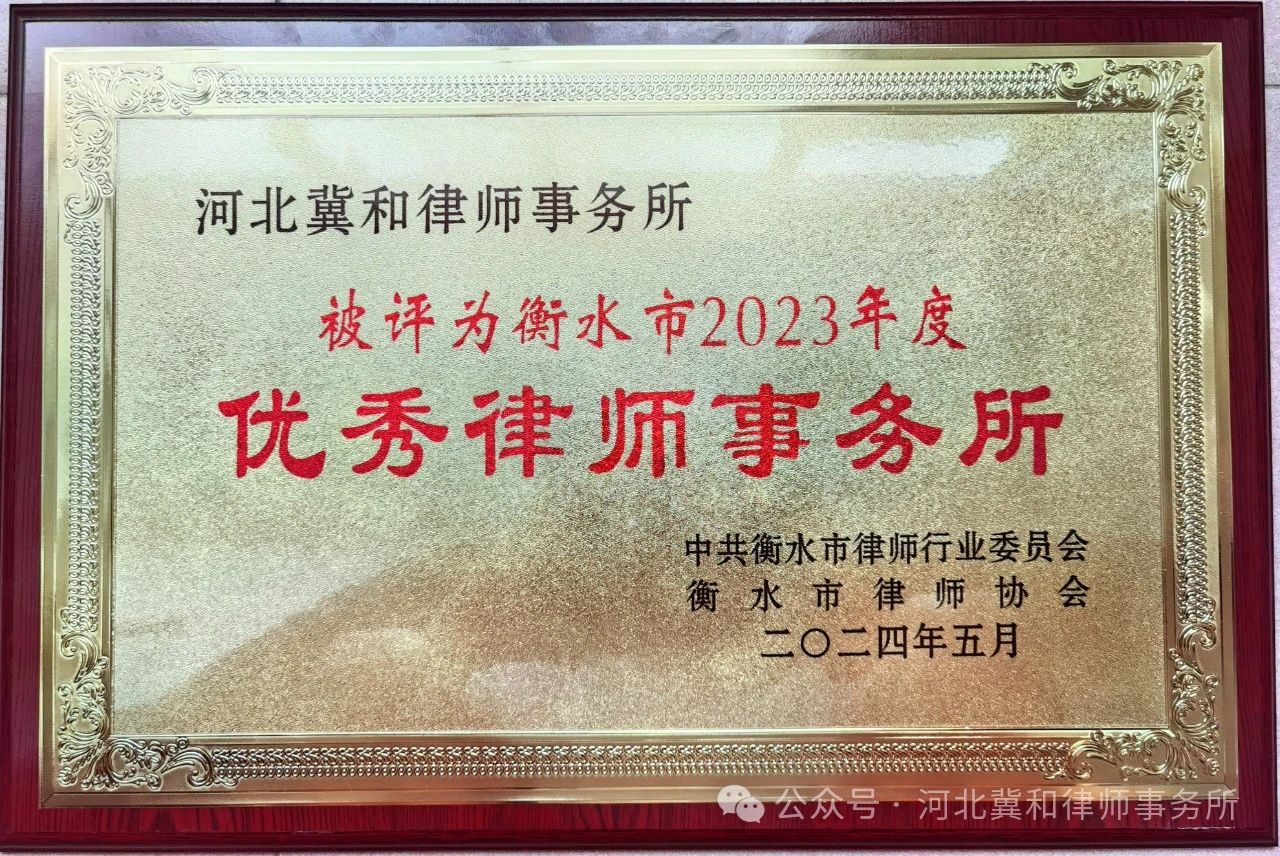 河北冀和律师事务所
被评为衡水市2023年度
优秀律师事务所
中共衡水市律师行业委员会
衡水市律师协会
二〇二四年五月
公众号·河北冀和律师事务所